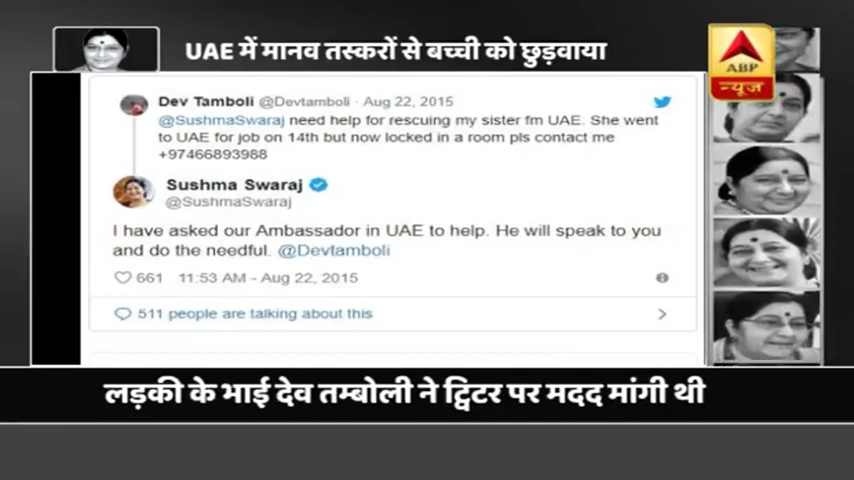 UAE में मानव तस्करों से बच्ची को छुड़वाया
ABP
न्यूज़
Dev Tamboli @Devtamboli · Aug 22, 2015
@SushmaSwaraj need help for rescuing my sister fm UAE. She went
to UAE for job on 14th but now locked in a room pls contact me
+97466893988
Sushma Swaraj
@SushmaSwaraj
I have asked our Ambassador in UAE to help. He will speak to you
and do the needful. @Devtamboli
661 11:53 AM - Aug 22, 2015
511 people are talking about this
लड़की के भाई देव तम्बोली ने ट्विटर पर मदद मांगी थी